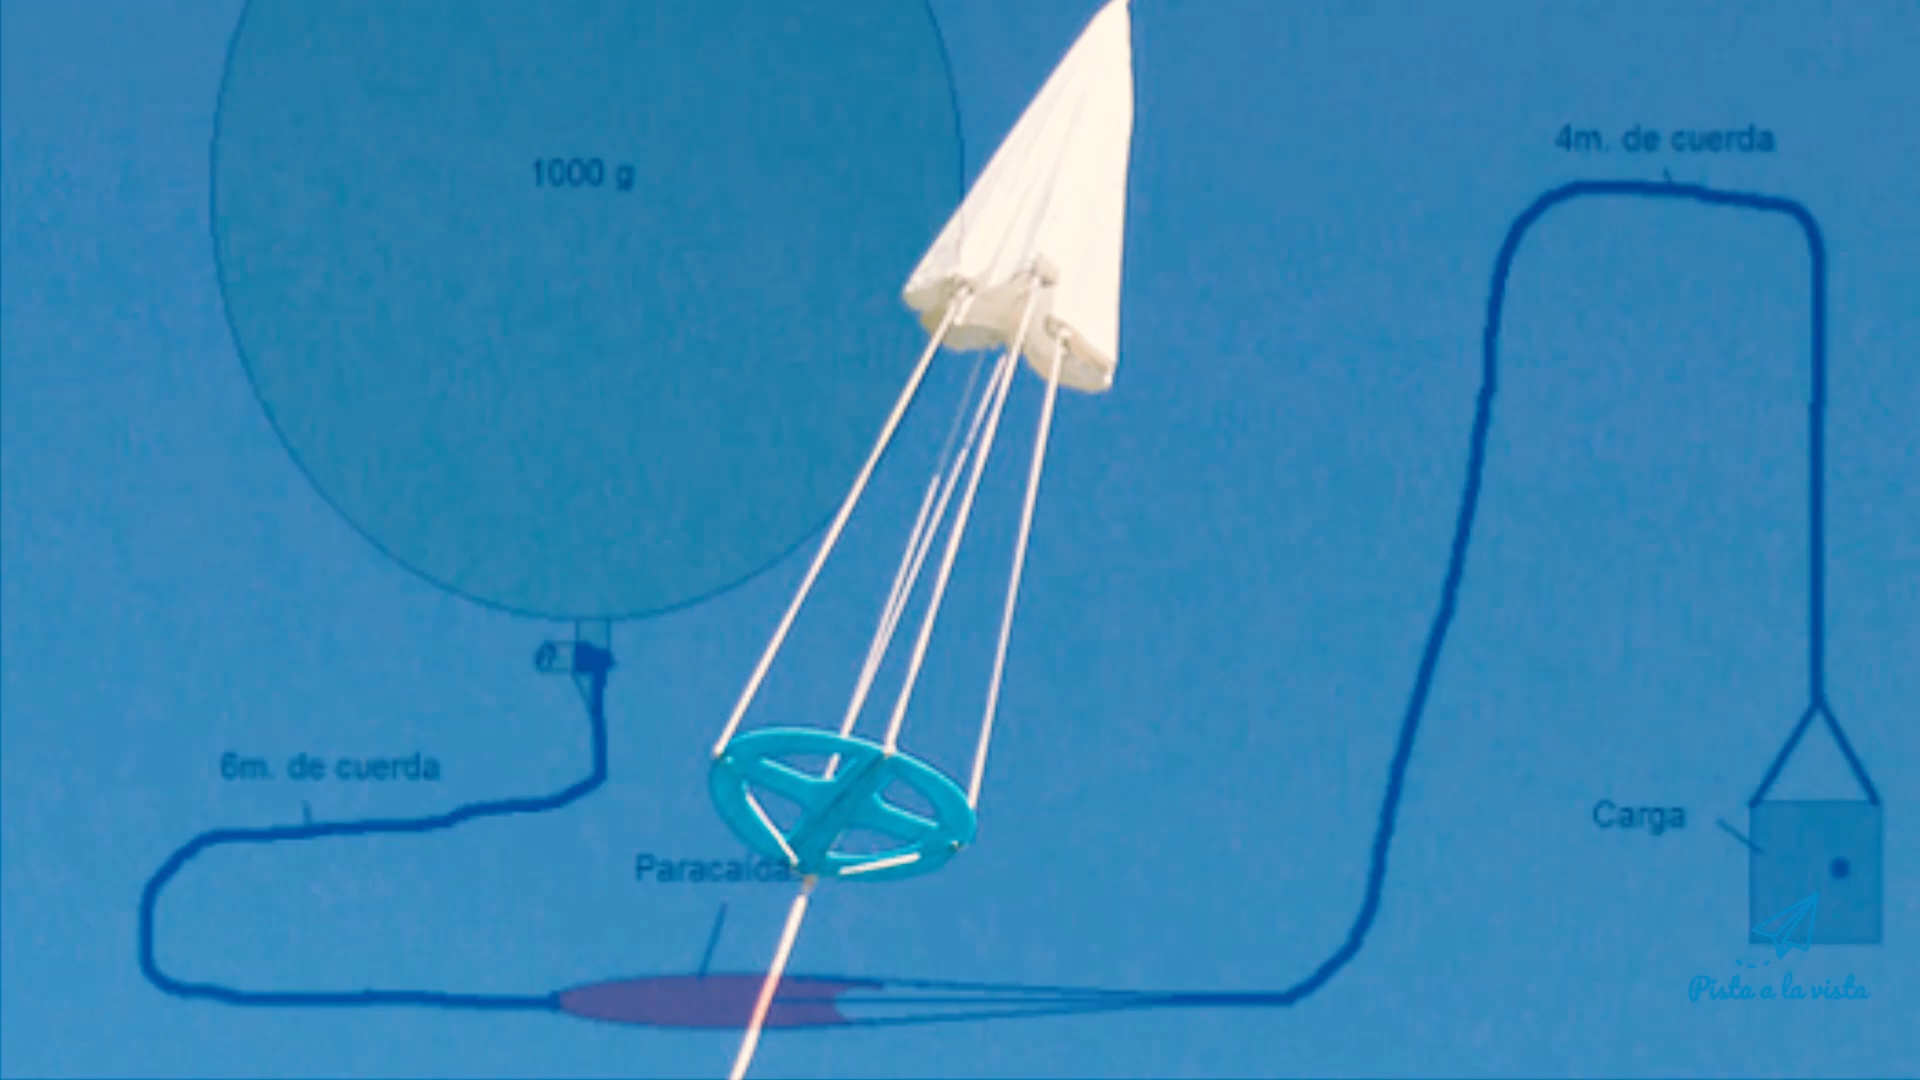 1000 g
4m. de cuerda
6m. de cuerda
Paracaídas
Carga
Pista a la vista